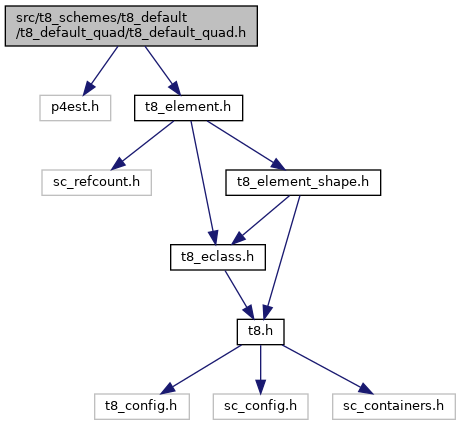 src/t8_schemes/t8_default
/t8_default_quad/t8_default_quad.h
p4est.h
t8_element.h
sc_refcount.h
t8_element_shape.h
t8_eclass.h
t8.h
t8_config.h
sc_config.h
sc_containers.h